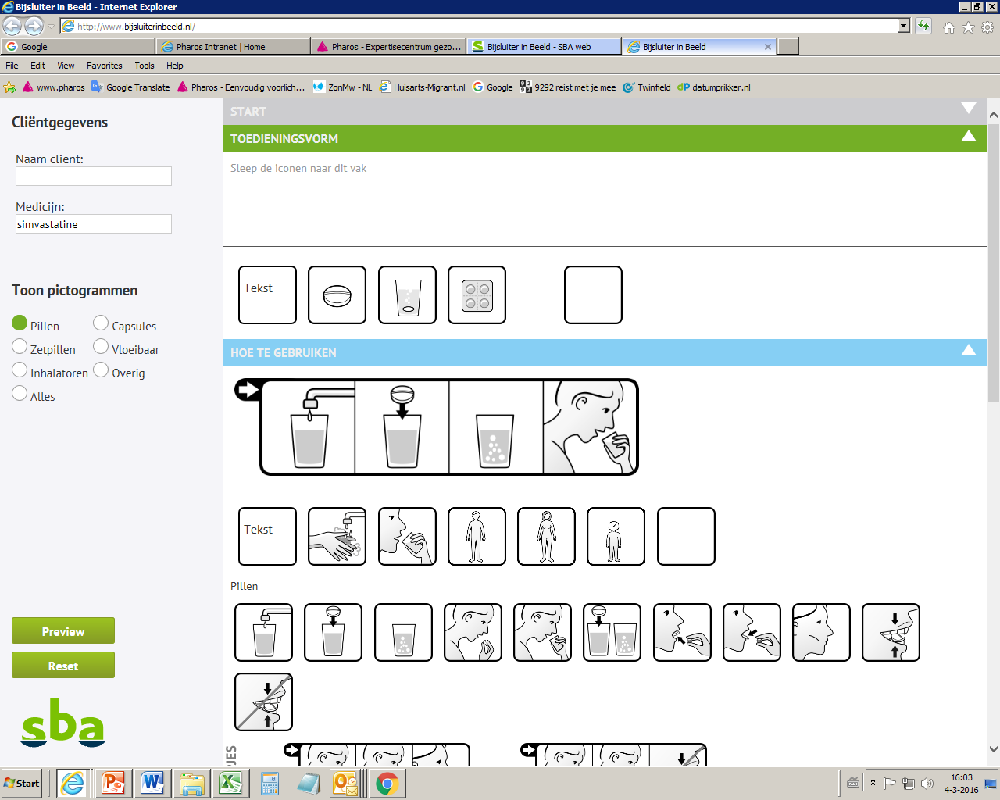 Bijsluiter in Beeld - Internet Explorer
http://www.bijsluiterinbeeld.nl/
Google
Pharos Intranet | Home
Pharos - Expertisecentrum gezo...
Bijsluiter in Beeld - SBA web
Bijsluiter in Beeld
File Edit View Favorites Tools Help
www.pharos
Google Translate
Pharos - Eenvoudig voorlich...
ZonMw - NL
Huisarts-Migrant.nl
Google
9292 reist met je mee
Twinfield
datumprikker.nl
Cliëntgegevens
Naam cliënt:
Medicijn:
simvastatine
Toon pictogrammen
Pillen Capsules
Zetpillen Vloeibaar
Inhalatoren Overig
Alles
Preview
Reset
sba
START
TOEDIENINGSVORM
Sleep de iconen naar dit vak
Tekst
HOE TE GEBRUIKEN
Tekst
Pillen
JES
Start
16:03
4-3-2016